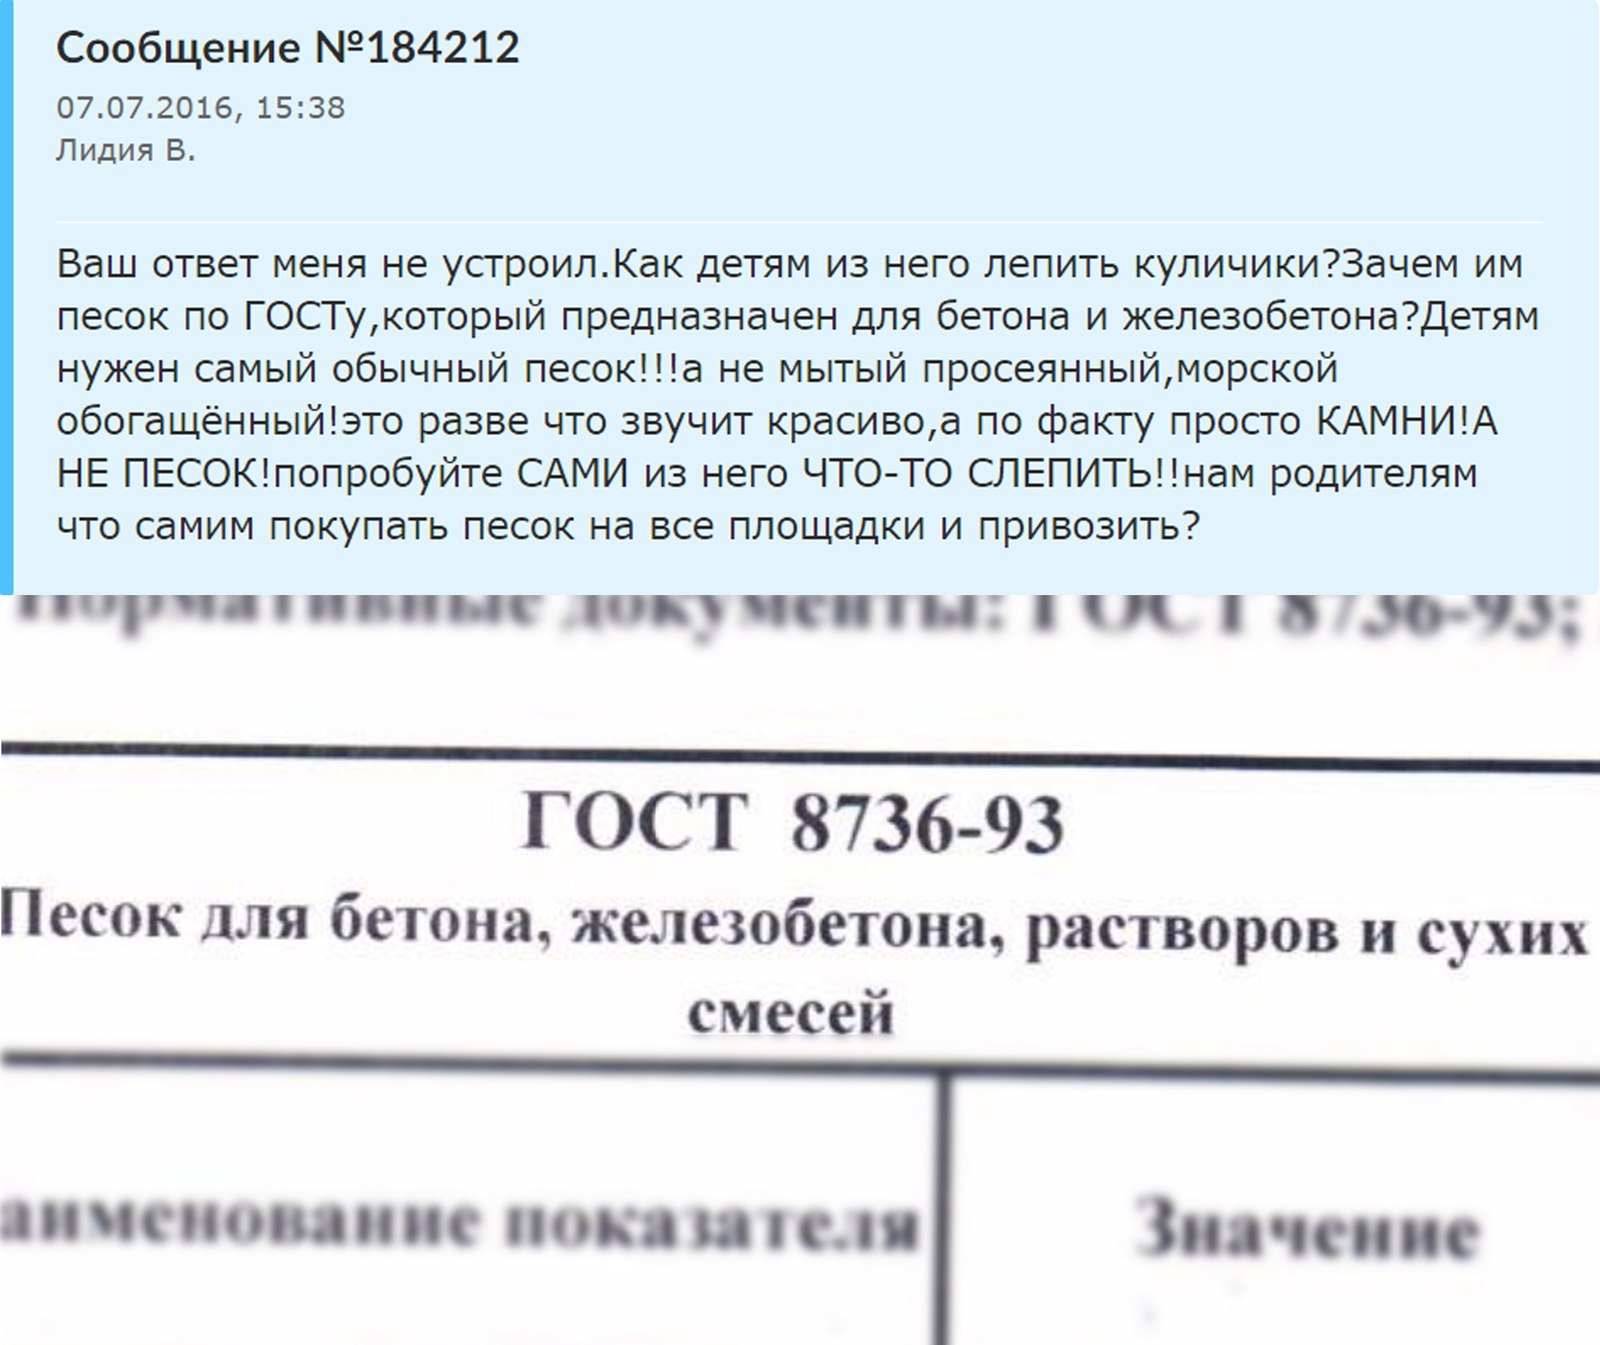 Сообщение №184212
07.07.2016, 15:38
Лидия В.
Ваш ответ меня не устроил.Как детям из него лепить куличики?Зачем им
песок по ГОСТу,который предназначен для бетона и железобетона?Детям
нужен самый обычный песок!!!а не мытый просеянный,морской
обогащённый!это разве что звучит красиво,а по факту просто КАМНИ!А
НЕ ПЕСОК!попробуйте САМИ из него ЧТО-ТО СЛЕПИТЬ!!нам родителям
что самим покупать песок на все площадки и привозить?
Нормативные документы: ГОСТ 8736-93;
ГОСТ 8736-93
Песок для бетона, железобетона, растворов и сухих
смесей
аименование показателя Значение